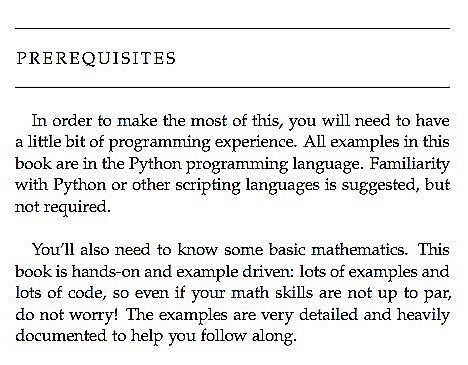 PREREQUISITES
In order to make the most of this, you will need to have
a little bit of programming experience. All examples in this
book are in the Python programming language. Familiarity
with Python or other scripting languages is suggested, but
not required.
You'll also need to know some basic mathematics. This
book is hands-on and example driven: lots of examples and
lots of code, so even if your math skills are not up to par,
do not worry! The examples are very detailed and heavily
documented to help you follow along.